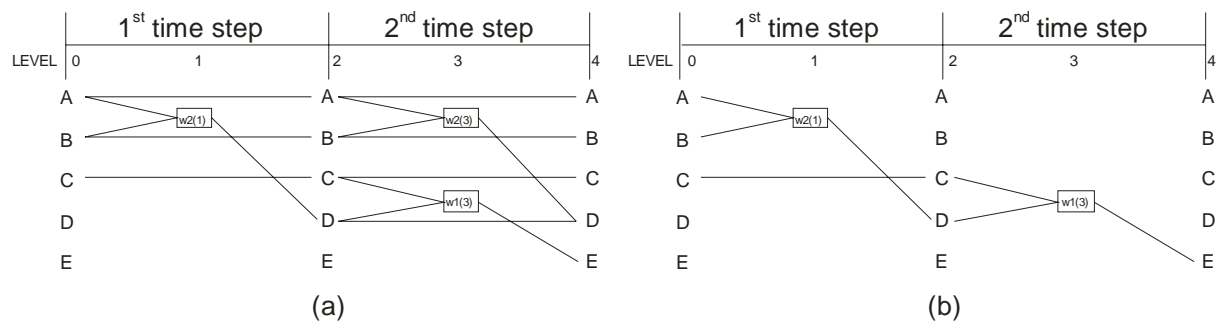 1st time step 2nd time step 1st time step 2nd time step
LEVEL 0 1 2 3 4 LEVEL 0 1 2 3 4
A A A A A A
w2(1) w2(3) w2(1)
B B B B B B
C C C C C C
w1(3) w1(3)
D D D D D D
E E E E E E
(a) (b)